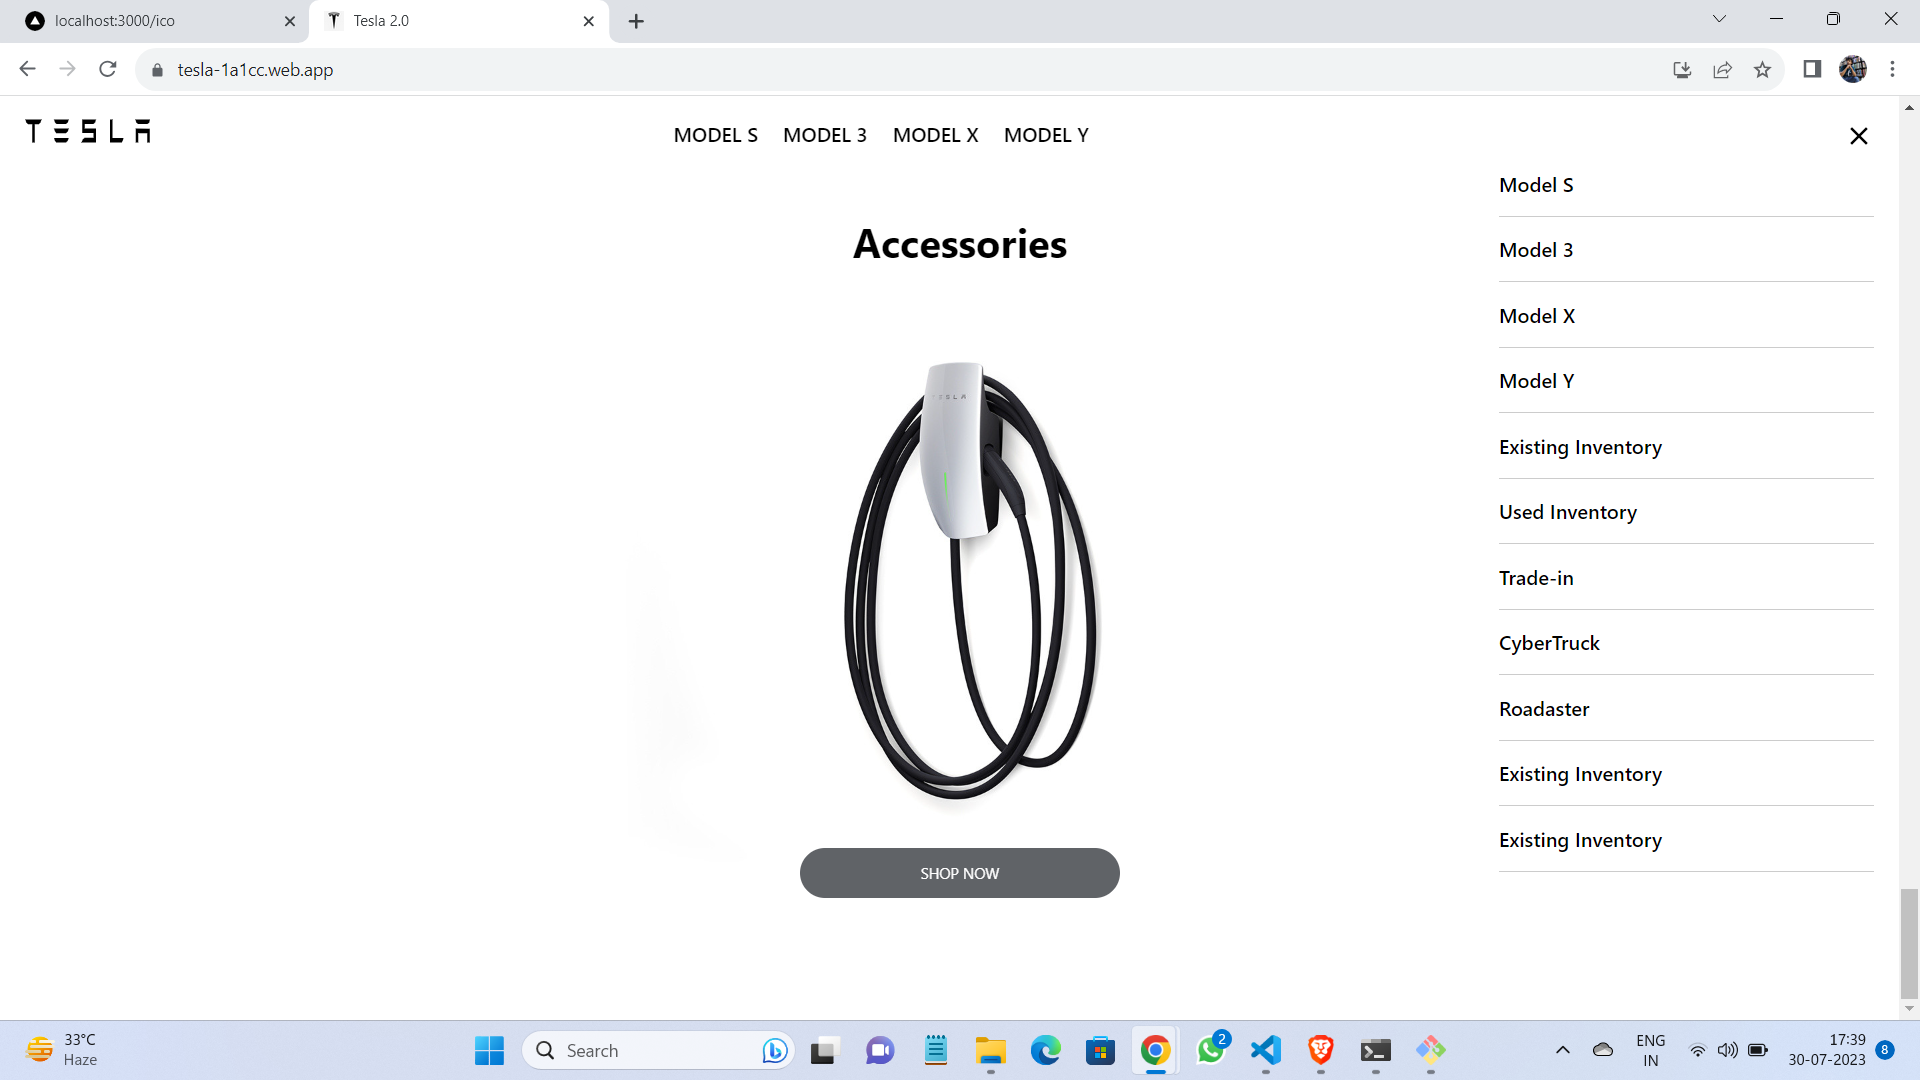 localhost:3000/ico
Tesla 2.0
tesla-1a1cc.web.app
TESLA
MODEL S MODEL 3 MODEL X MODEL Y
Model S
Accessories
Model 3
Model X
Model Y
TESLA
Existing Inventory
Used Inventory
Trade-in
CyberTruck
Roadaster
Existing Inventory
Existing Inventory
SHOP NOW
33°C
Haze
Search
2
ENG
IN
17:39
30-07-2023
8